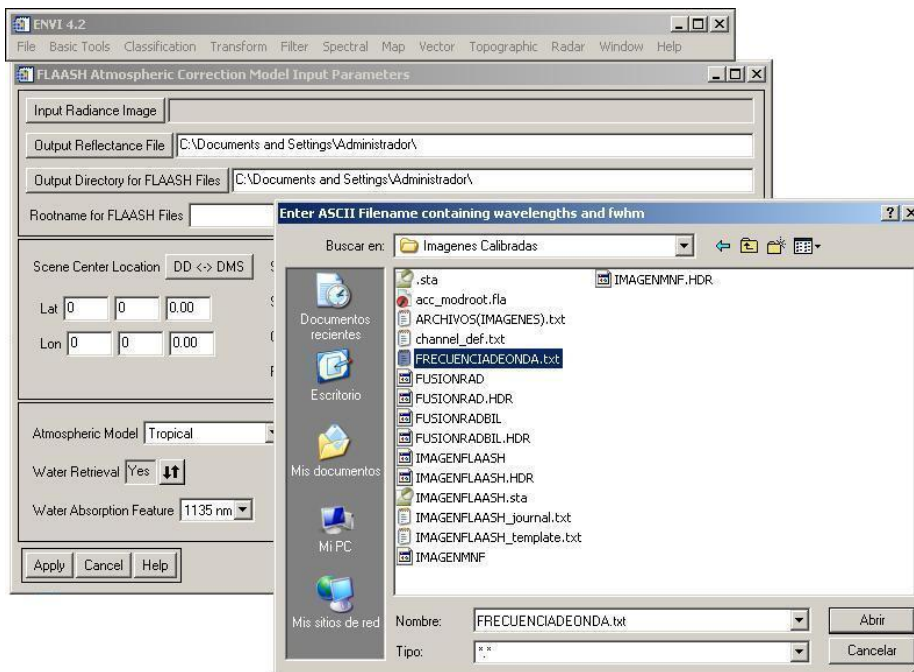 ENVI 4.2
File Basic Tools Classification Transform Filter Spectral Map Vector Topographic Radar Window Help
FLAASH Atmospheric Correction Model Input Parameters
Input Radiance Image
Output Reflectance File C:\Documents and Settings\Administrador\
Output Directory for FLAASH Files C:\Documents and Settings\Administrador\
Rootname for FLAASH Files
Scene Center Location DD <-> DMS
Lat 0 0 0.00
Lon 0 0 0.00
Atmospheric Model Tropical
Water Retrieval Yes
Water Absorption Feature 1135 nm
Apply Cancel Help
Enter ASCII Filename containing wavelengths and fwhm
Buscar en: Imagenes Calibradas
Documentos recientes
Escritorio
Mis documentos
Mi PC
Mis sitios de red
.sta
acc_modroot.fla
ARCHIVOS(IMAGENES).txt
channel_def.txt
FRECUENCIADEONDA.txt
FUSIONRAD
FUSIONRAD.HDR
FUSIONRADBIL
FUSIONRADBIL.HDR
IMAGENFLAASH
IMAGENFLAASH.HDR
IMAGENFLAASH.sta
IMAGENFLAASH_journal.txt
IMAGENFLAASH_template.txt
IMAGENMNF
IMAGENMNF.HDR
Nombre: FRECUENCIADEONDA.txt Abrir
Tipo: *.* Cancelar